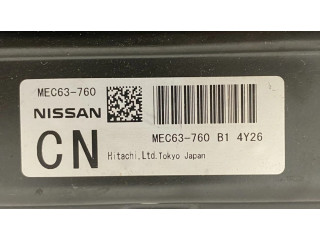 MEC63-760
NISSAN
CN
MEC63-760 B1 4Y26
Hitachi,Ltd.Tokyo Japan